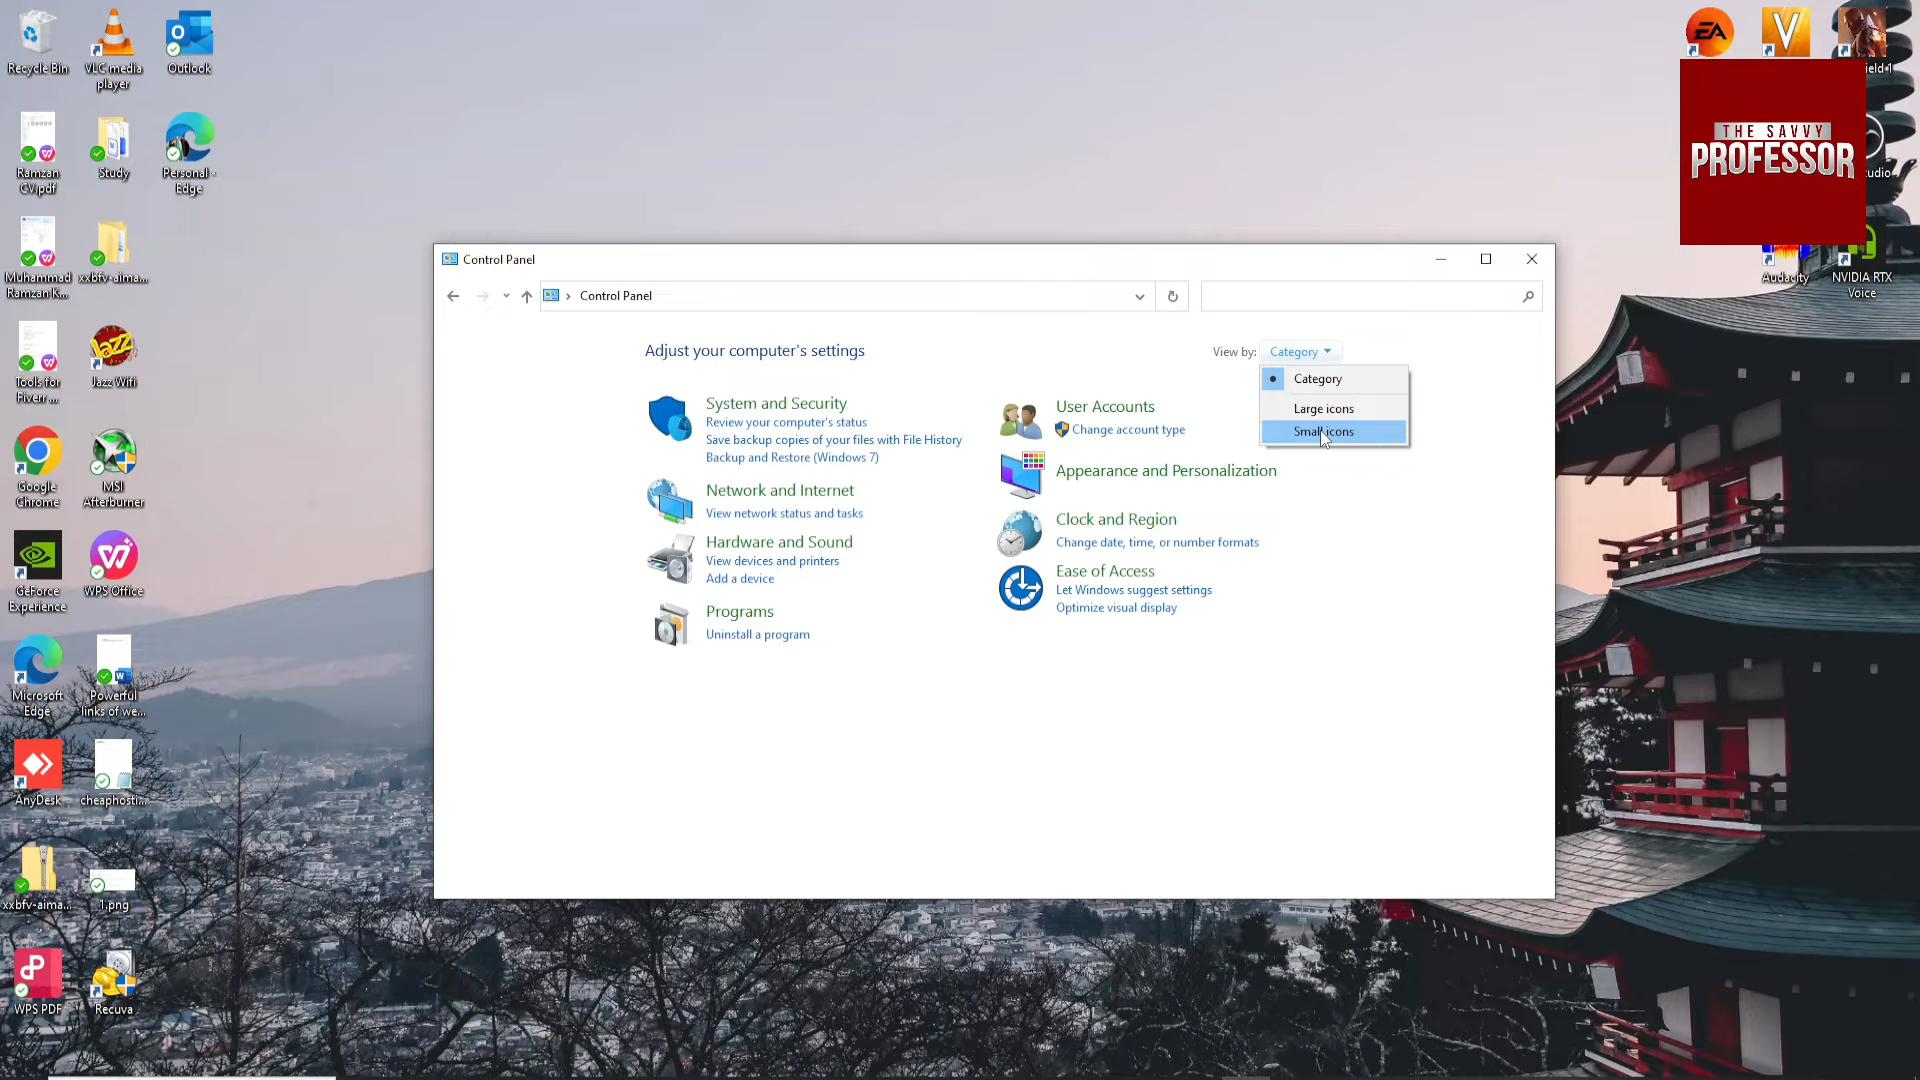 Recycle Bin
VLC media
player
Outlook
Ramzan
CV.pdf
Study
Personal -
Edge
Muhammad
Ramzan K...
xxbfv-aima...
Tools for
Fiverr ...
Jazz Wifi
Google
Chrome
MSI
Afterburner
GeForce
Experience
WPS Office
Microsoft
Edge
Powerful
links of we...
AnyDesk
cheaphosti...
xxbfv-aima...
1.png
WPS PDF
Recuva
EA
V
THE SAVVY
PROFESSOR
Audacity
NVIDIA RTX
Voice
Control Panel
Control Panel
Adjust your computer's settings
View by: Category
Category
Large icons
Small icons
System and Security
Review your computer's status
Save backup copies of your files with File History
Backup and Restore (Windows 7)
Network and Internet
View network status and tasks
Hardware and Sound
View devices and printers
Add a device
Programs
Uninstall a program
User Accounts
Change account type
Appearance and Personalization
Clock and Region
Change date, time, or number formats
Ease of Access
Let Windows suggest settings
Optimize visual display